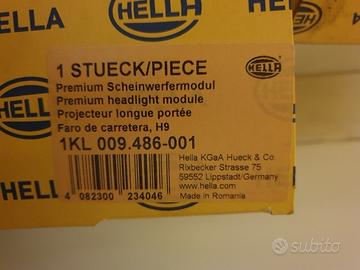 HELLA
HELLA
HELLA
1 STUECK/PIECE
HELLA
Premium Scheinwerfermodul
Premium headlight module
Projecteur longue portée
Faro de carretera, H9
1KL 009.486-001
Hella KGaA Hueck & Co.
Rixbecker Strasse 75
59552 Lippstadt/Germany
www.hella.com
Made in Romania
4 082300 234046
HELLA
subito